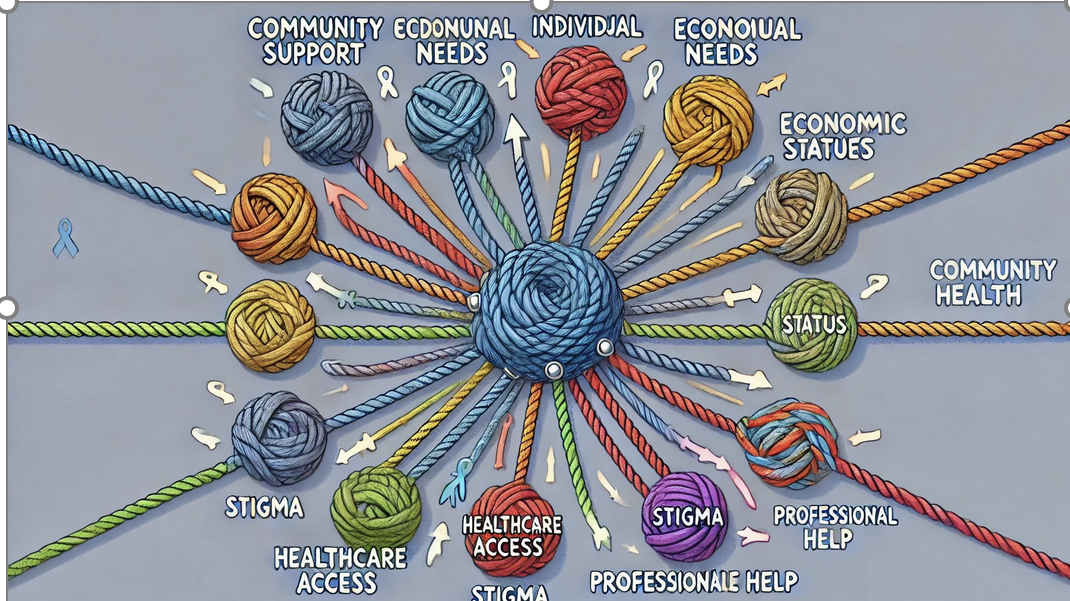 COMMUNITY
SUPPORT
ECDONUNAL
NEEDS
INDIVIDJAL
ECONOIUAL
NEEDS
ECONOMIC
STATUES
COMMUNITY
HEALTH
STATUS
STIGMA
HEALTHCARE
ACCESS
HEALTHCARE
ACCESS
STIGMA
STIGMA
PROFESSIONAL
HELP
PROFESSIONALE HELP